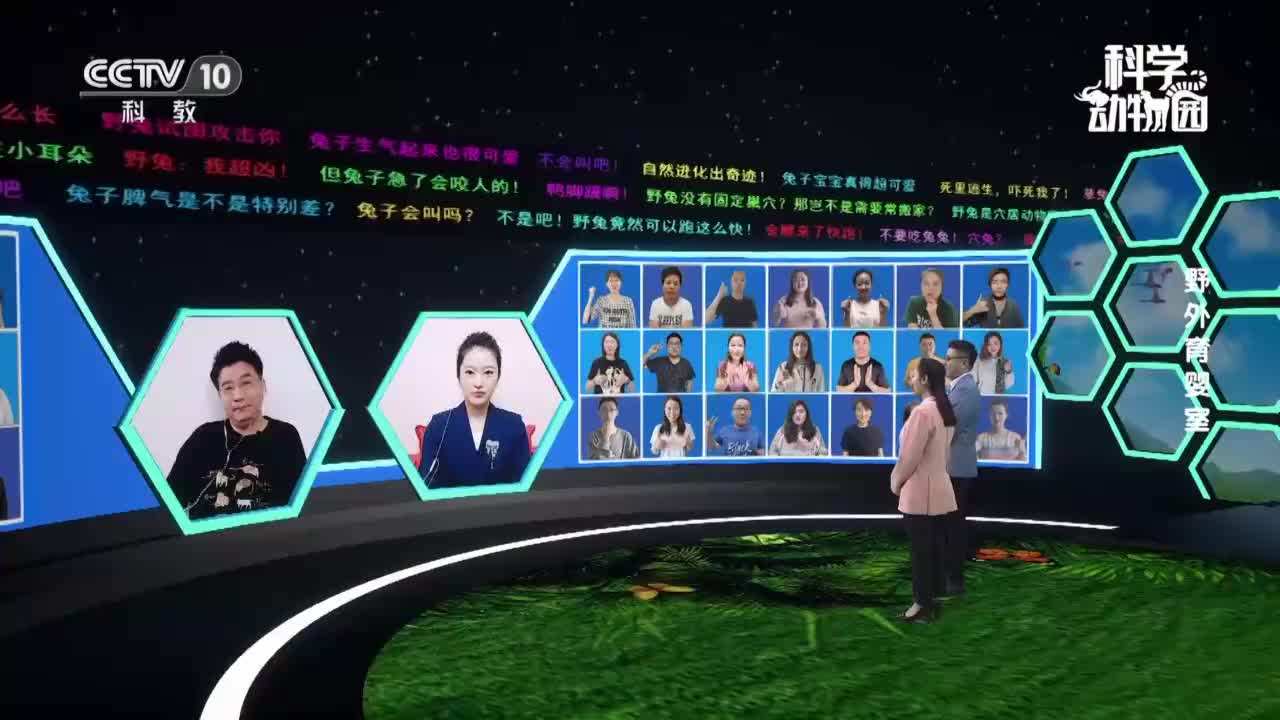 CCTV 10
科教
科学
动物园
么长
野兔试图攻击你
兔子生气起来也很可爱
不会叫吧!
自然进化出奇迹!
兔子宝宝真得超可爱
死里逃生,吓死我了!
小耳朵
野兔:我超凶!
但兔子急了会咬人的!
鸭脚蹼啊!
野兔没有固定巢穴?那岂不是需要常搬家?
野兔是穴居动物
吧
兔子脾气是不是特别差?
兔子会叫吗?
不是吧!野兔竟然可以跑这么快!
会雕来了快跑!
不要吃兔兔!
穴兔?
野外育婴室
Black